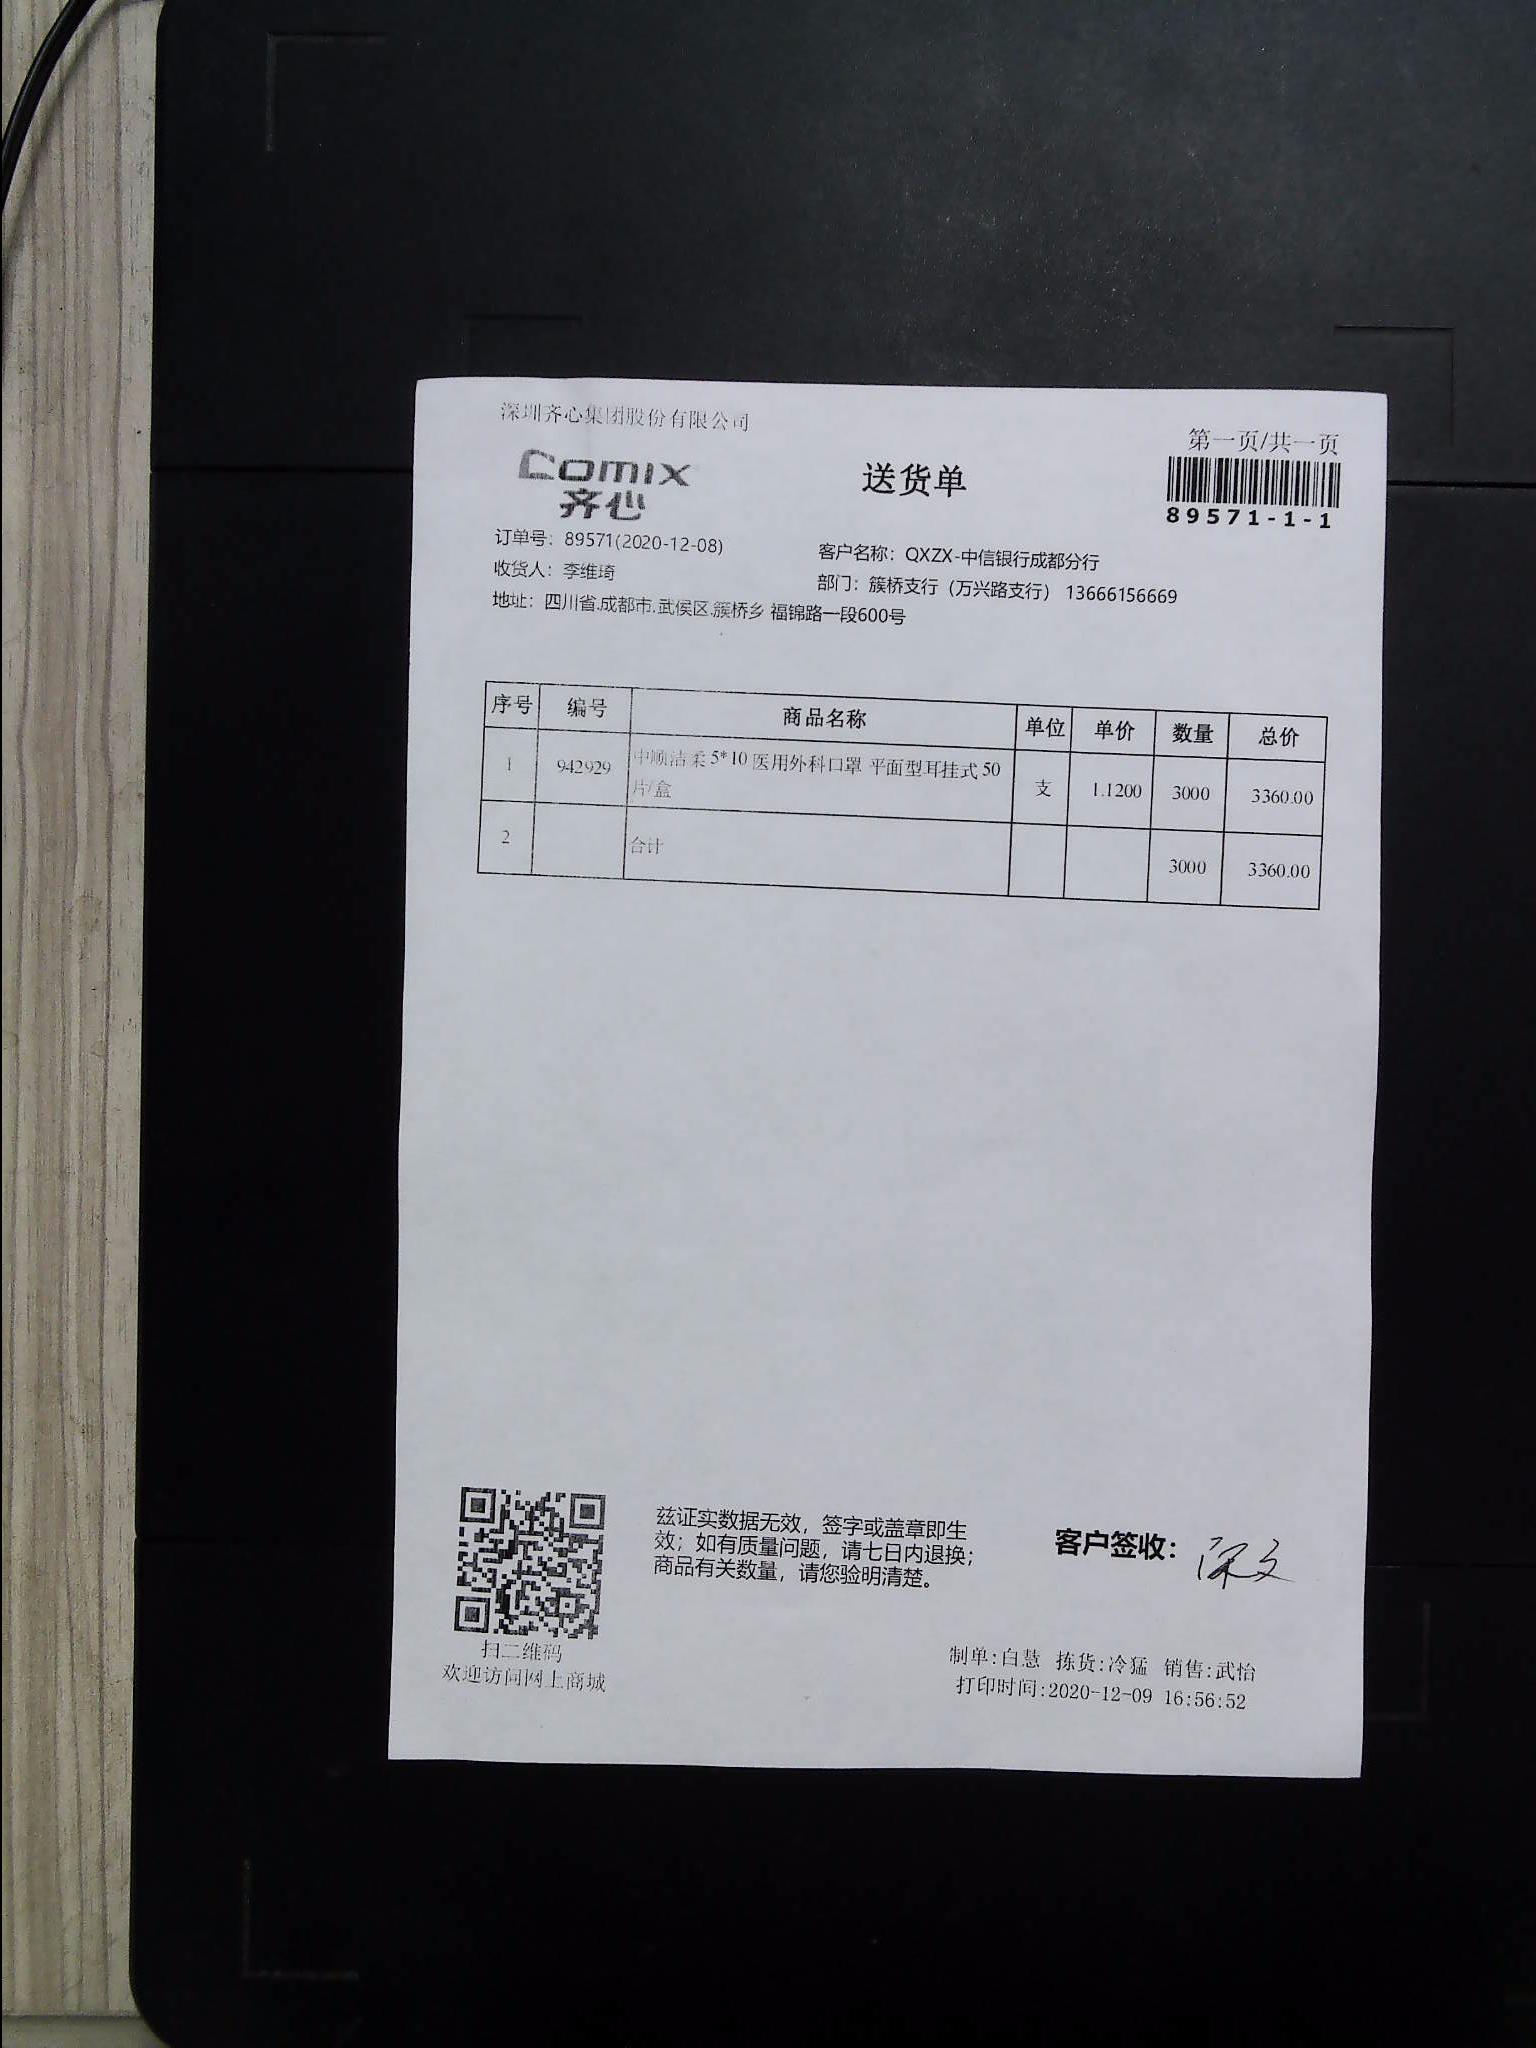 深圳齐心集团股份有限公司
第一页/共一页
comix
齐心
送货单
89571-1-1
订单号：89571(2020-12-08)
客户名称：QXZX-中信银行成都分行
收货人：李维琦
部门：簇桥支行（万兴路支行） 13666156669
地址：四川省.成都市.武侯区.簇桥乡 福锦路一段600号
序号 编号 商品名称 单位 单价 数量 总价
1 942929 中顺洁柔 5*10 医用外科口罩 平面型耳挂式 50 支 1.1200 3000 3360.00
片/盒
2 合计 3000 3360.00
兹证实数据无效，签字或盖章即生
效；如有质量问题，请七日内退换；
商品有关数量，请您验明清楚。
客户签收：
扫二维码
欢迎访问网上商城
制单:白慧 拣货:冷猛 销售:武怡
打印时间:2020-12-09 16:56:52